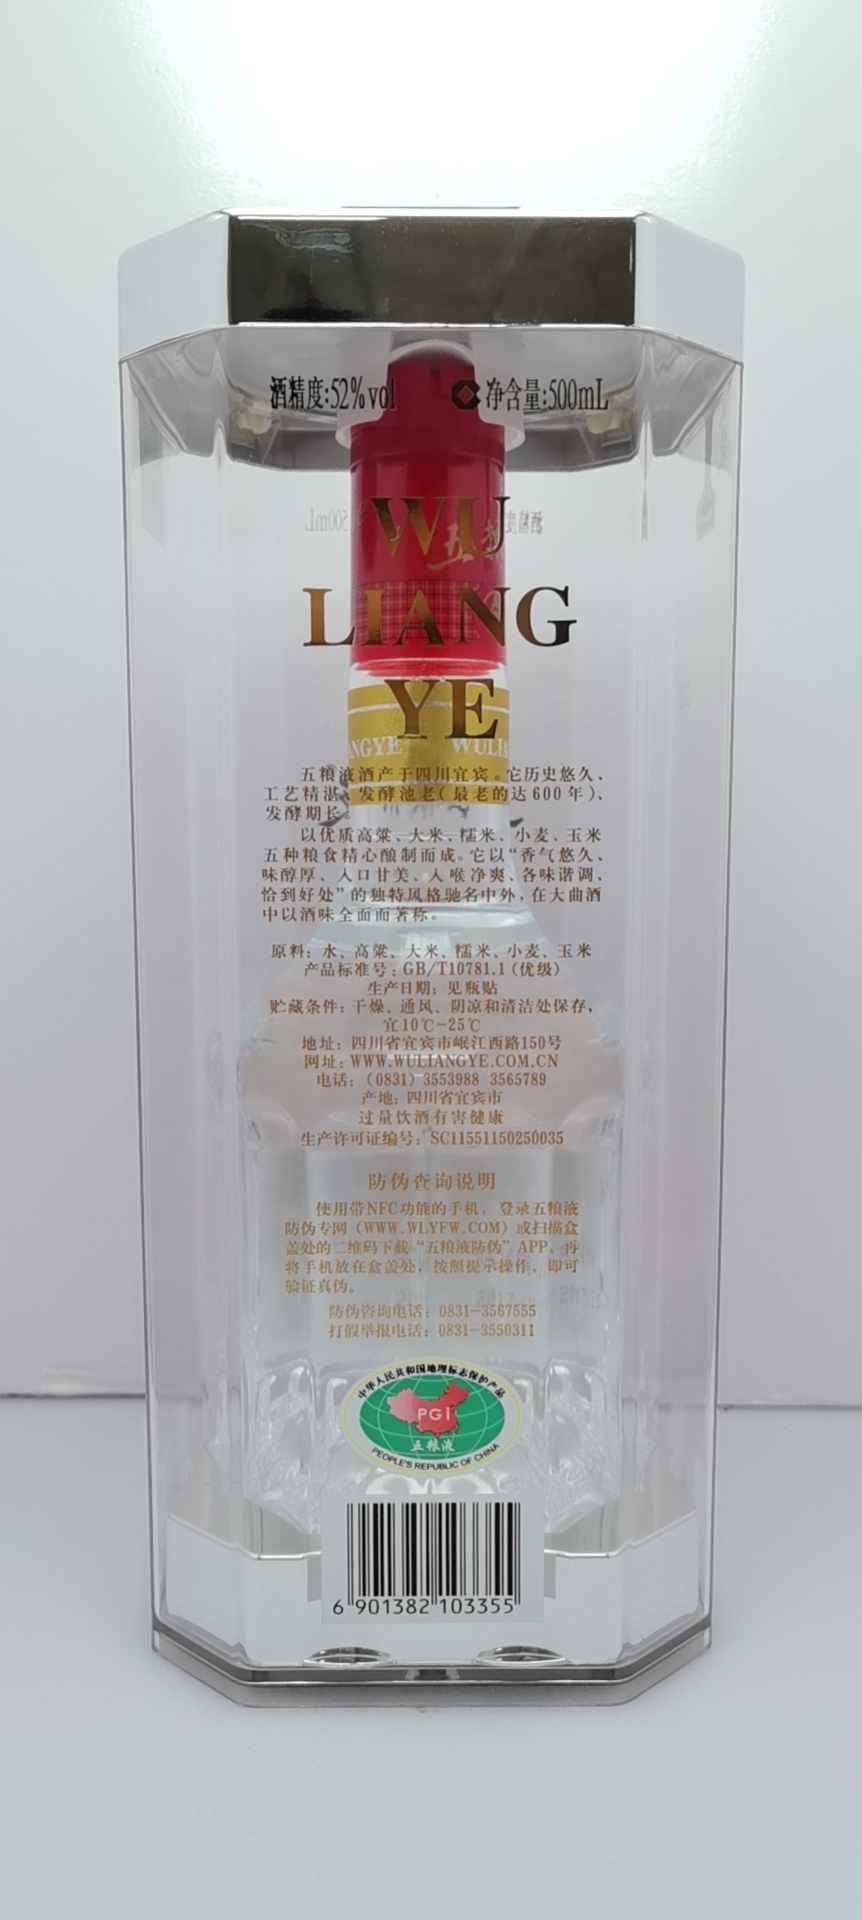 酒精度:52%vol 净含量:500mL
WU
LIANG
YE
ANGYE WULIA
五粮液酒产于四川宜宾。它历史悠久、
工艺精湛、发酵池老(最老的达600年)、
发酵期长。
以优质高粱、大米、糯米、小麦、玉米
五种粮食精心酿制而成。它以“香气悠久、
味醇厚、入口甘美、入喉净爽、各味谐调、
恰到好处”的独特风格驰名中外,在大曲酒
中以酒味全面而著称。
原料: 水、高粱、大米、糯米、小麦、玉米
产品标准号: GB/T10781.1(优级)
生产日期: 见瓶贴
贮藏条件: 干燥、通风、阴凉和清洁处保存,
宜10℃-25℃
地址: 四川省宜宾市岷江西路150号
网址: WWW.WULIANGYE.COM.CN
电话: (0831) 3553988 3565789
产地: 四川省宜宾市
过量饮酒有害健康
生产许可证编号: SC11551150250035
防伪查询说明
使用带NFC功能的手机, 登录五粮液
防伪专网 (WWW.WLYFW.COM) 或扫描盒
盖处的二维码下载“五粮液防伪”APP, 再
将手机放在盒盖处, 按照提示操作, 即可
验证真伪。
防伪咨询电话: 0831-3567555
打假举报电话: 0831-3550311
中华人民共和国地理标志保护产品
PGI
五粮液
PEOPLE'S REPUBLIC OF CHINA
6 901382 103355